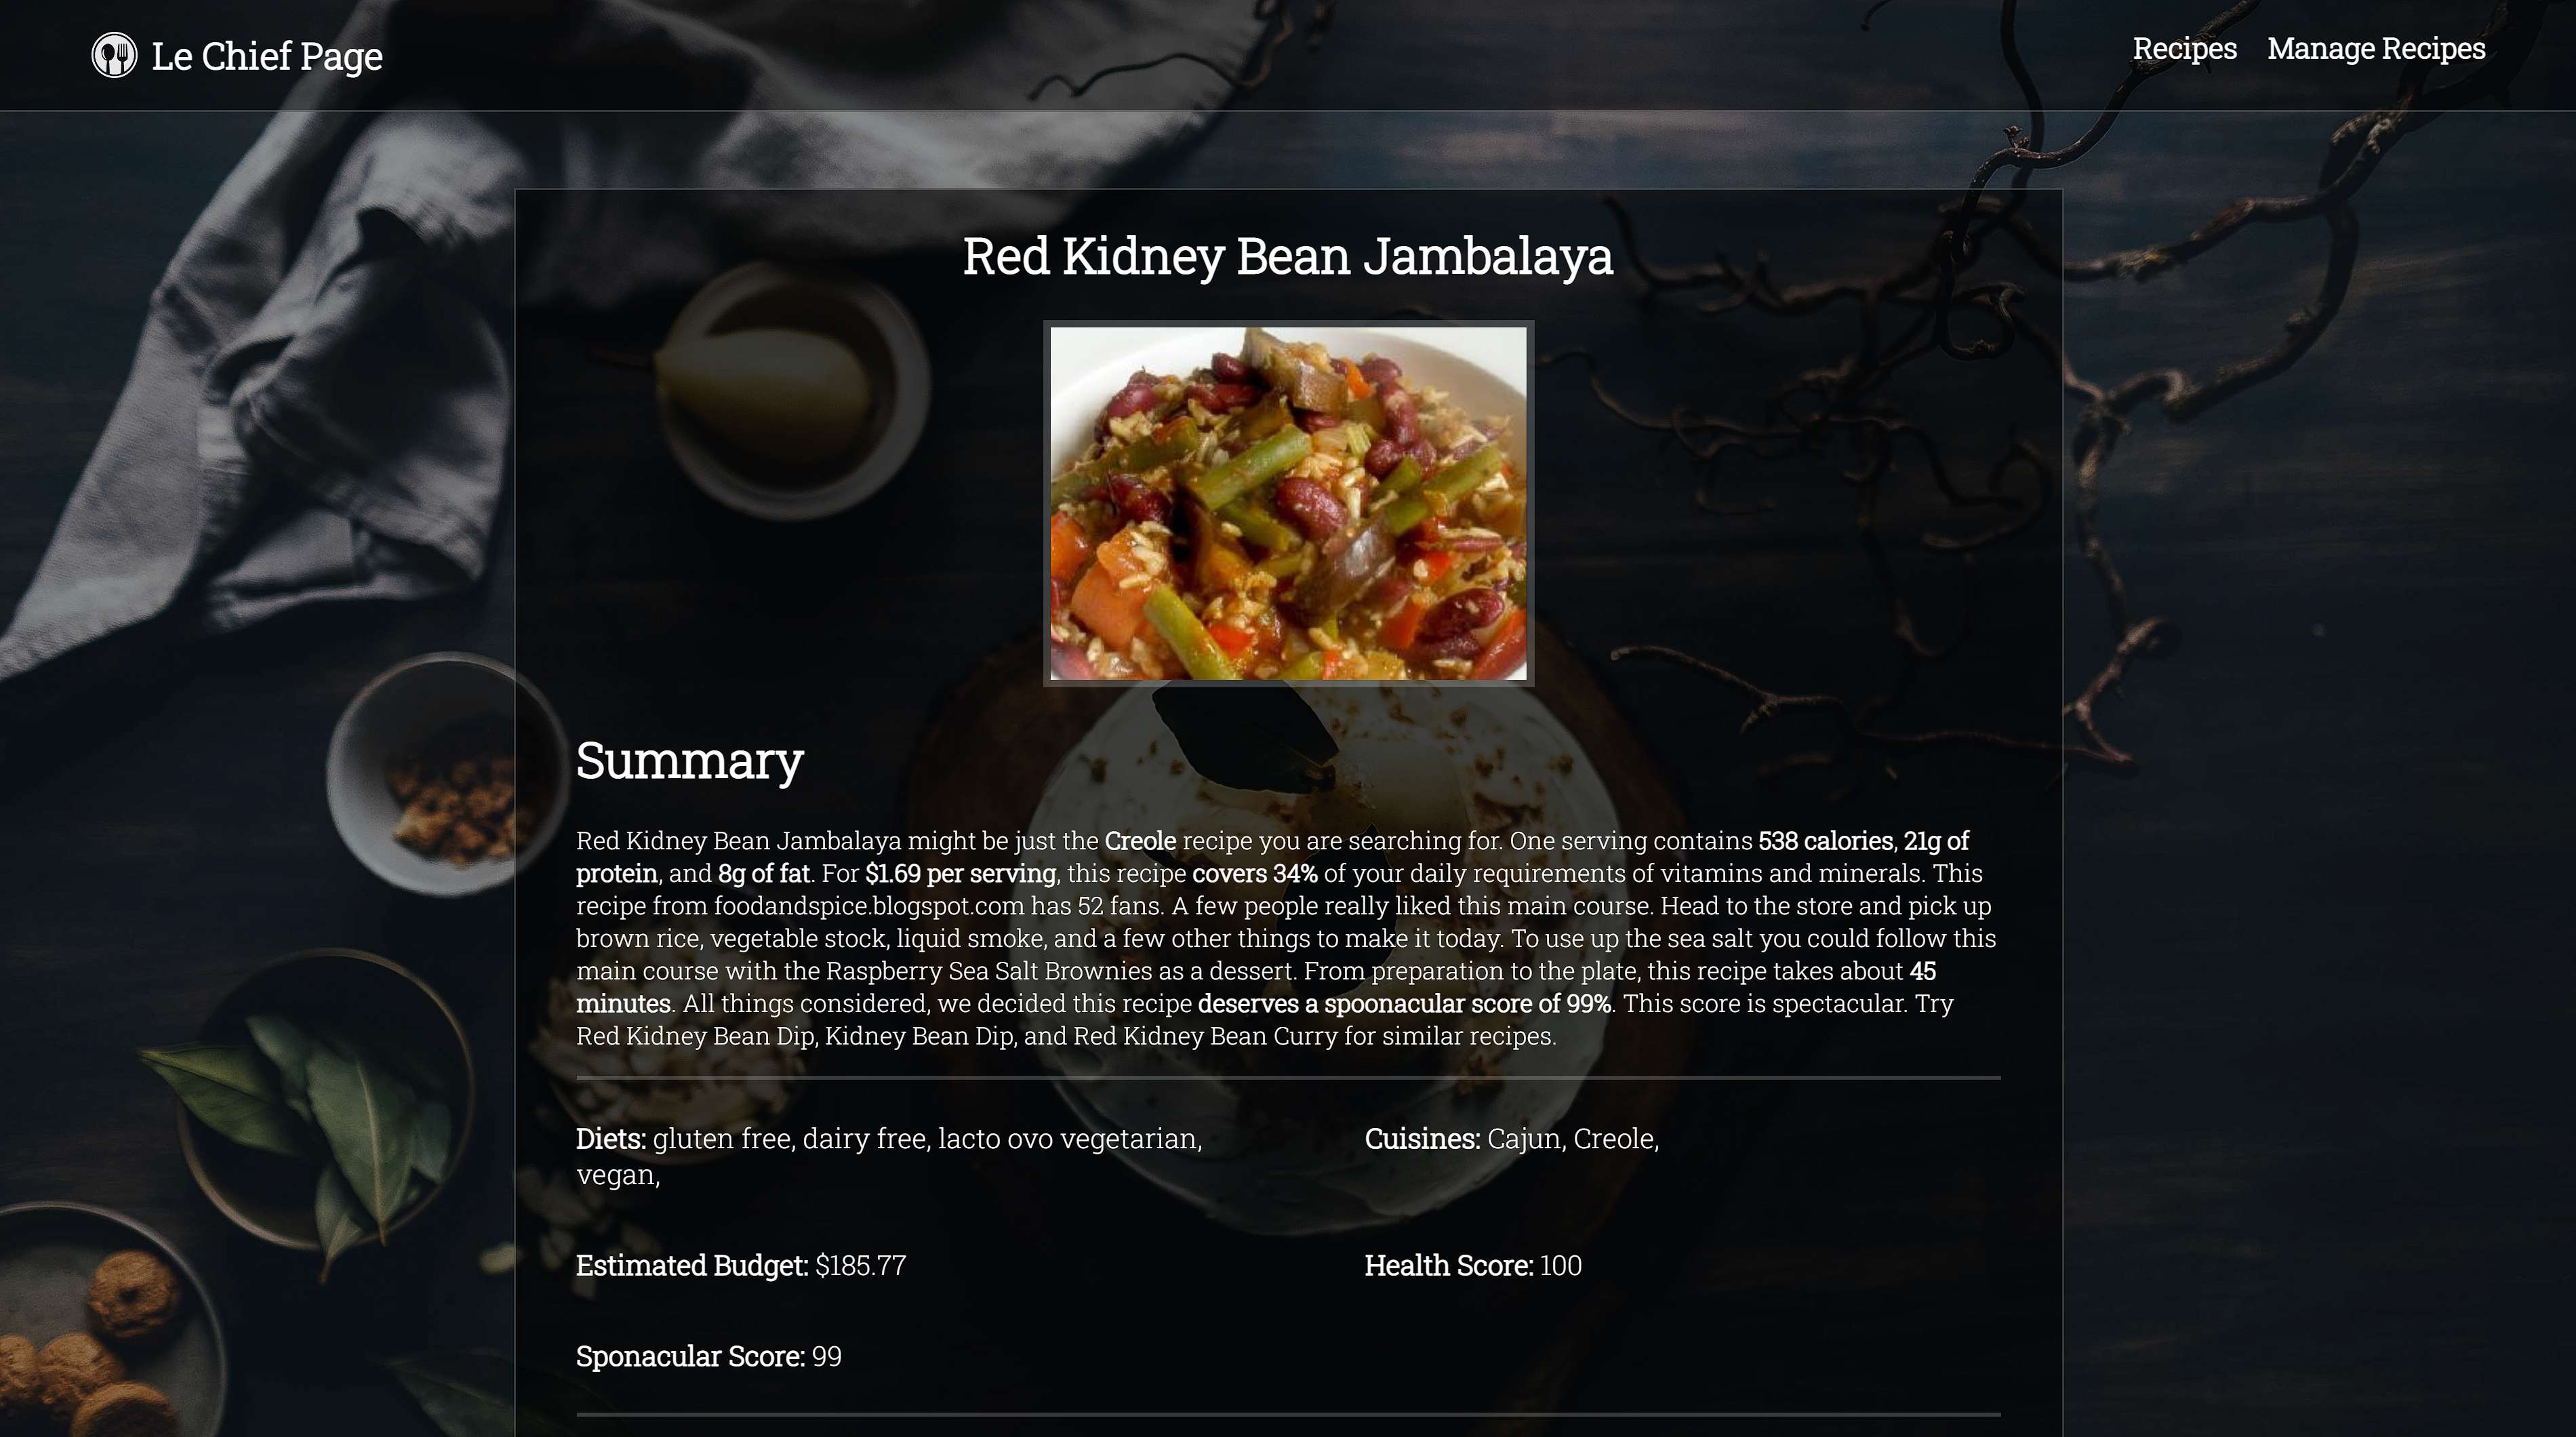 Le Chief Page
Recipes
Manage Recipes
Red Kidney Bean Jambalaya
Summary
Red Kidney Bean Jambalaya might be just the Creole recipe you are searching for. One serving contains 538 calories, 21g of
protein, and 8g of fat. For $1.69 per serving, this recipe covers 34% of your daily requirements of vitamins and minerals. This
recipe from foodandspice.blogspot.com has 52 fans. A few people really liked this main course. Head to the store and pick up
brown rice, vegetable stock, liquid smoke, and a few other things to make it today. To use up the sea salt you could follow this
main course with the Raspberry Sea Salt Brownies as a dessert. From preparation to the plate, this recipe takes about 45
minutes. All things considered, we decided this recipe deserves a spoonacular score of 99%. This score is spectacular. Try
Red Kidney Bean Dip, Kidney Bean Dip, and Red Kidney Bean Curry for similar recipes.
Diets: gluten free, dairy free, lacto ovo vegetarian,
vegan,
Cuisines: Cajun, Creole,
Estimated Budget: $185.77
Health Score: 100
Sponacular Score: 99